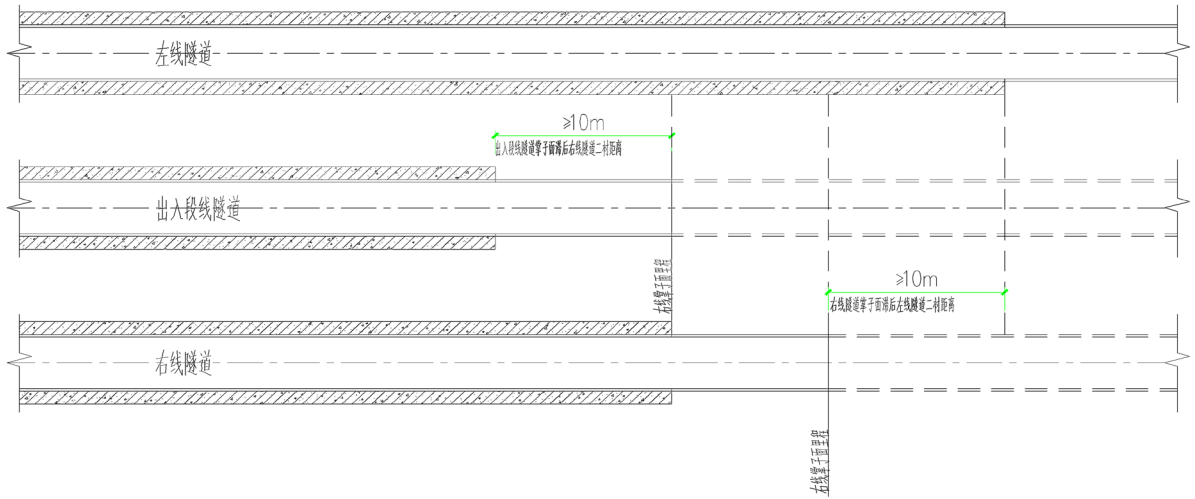 左线隧道
≥10m
出入段线隧道掌子面滞后右线隧道二衬距离
出入段线隧道
右线掌子面里程
≥10m
右线隧道掌子面滞后左线隧道二衬距离
右线隧道
右线掌子面里程